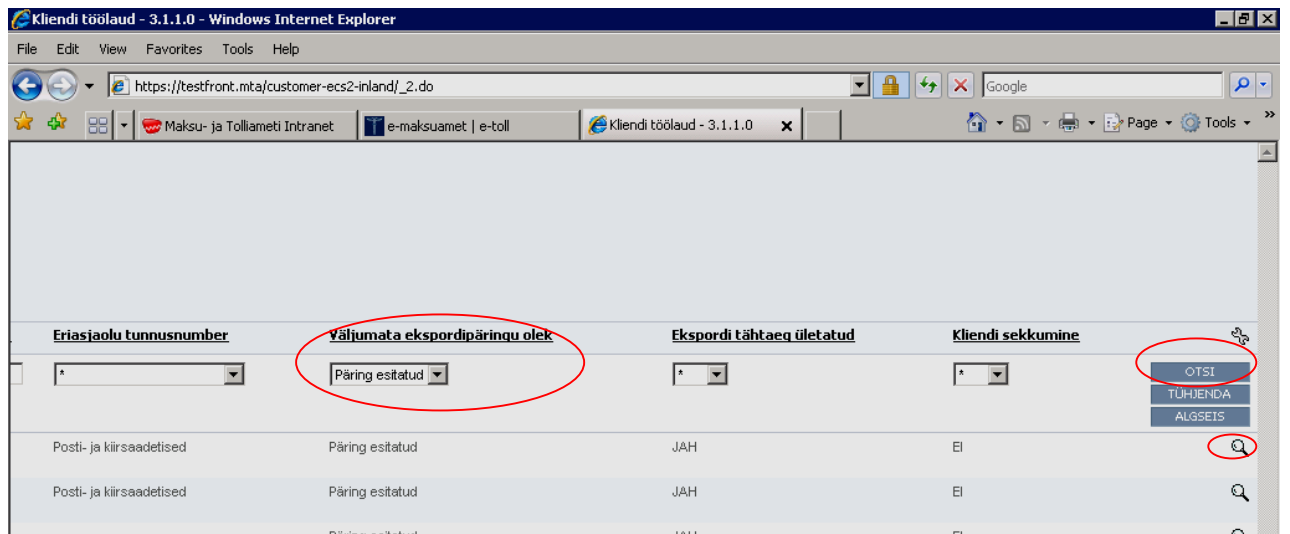 Kliendi töölaud - 3.1.1.0 - Windows Internet Explorer
File Edit View Favorites Tools Help
https://testfront.mta/customer-ecs2-inland/_2.do Google
Maksu- ja Tolliameti Intranet e-maksuamet | e-toll Kliendi töölaud - 3.1.1.0 Page Tools
Eriasjaolu tunnusnumber Väljumata ekspordipäringu olek Ekspordi tähtaeg ületatud Kliendi sekkumine
* Päring esitatud * * OTSI
TÜHJENDA
ALGSEIS
Posti- ja kiirsaadetised Päring esitatud JAH EI
Posti- ja kiirsaadetised Päring esitatud JAH EI